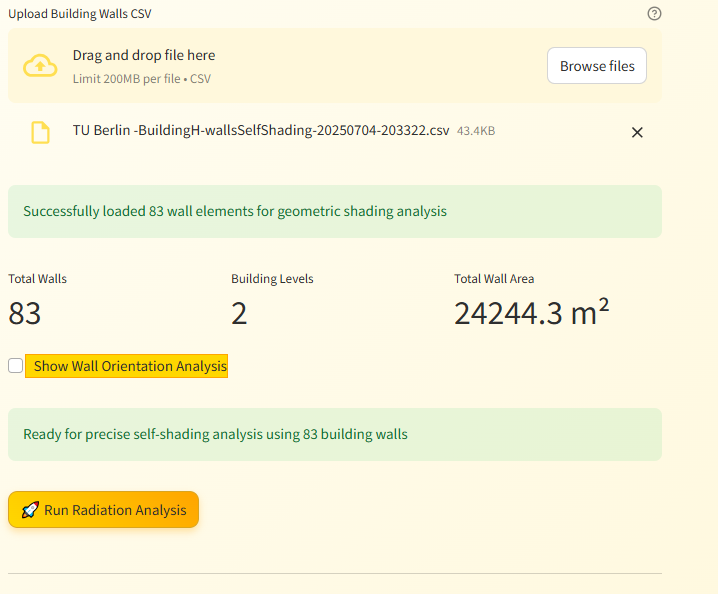 Upload Building Walls CSV
Drag and drop file here
Limit 200MB per file • CSV
Browse files
TU Berlin -BuildingH-wallsSelfShading-20250704-203322.csv 43.4KB
Successfully loaded 83 wall elements for geometric shading analysis
Total Walls
Building Levels
Total Wall Area
83
2
24244.3 m²
Show Wall Orientation Analysis
Ready for precise self-shading analysis using 83 building walls
🚀 Run Radiation Analysis